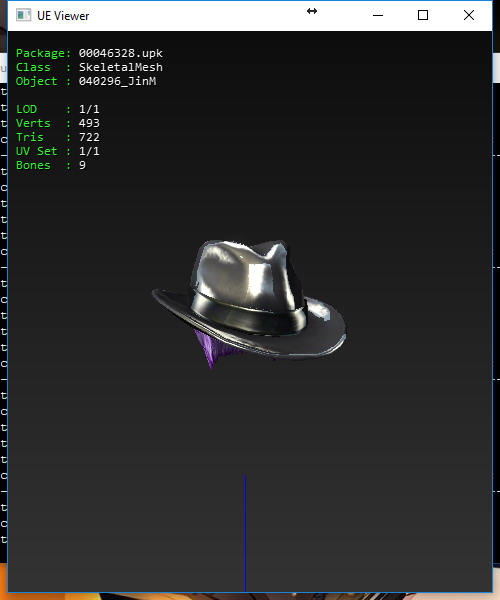 UE Viewer
Package: 00046328.upk
Class : SkeletalMesh
Object : 040296_JinM
LOD : 1/1
Verts : 493
Tris : 722
UV Set : 1/1
Bones : 9